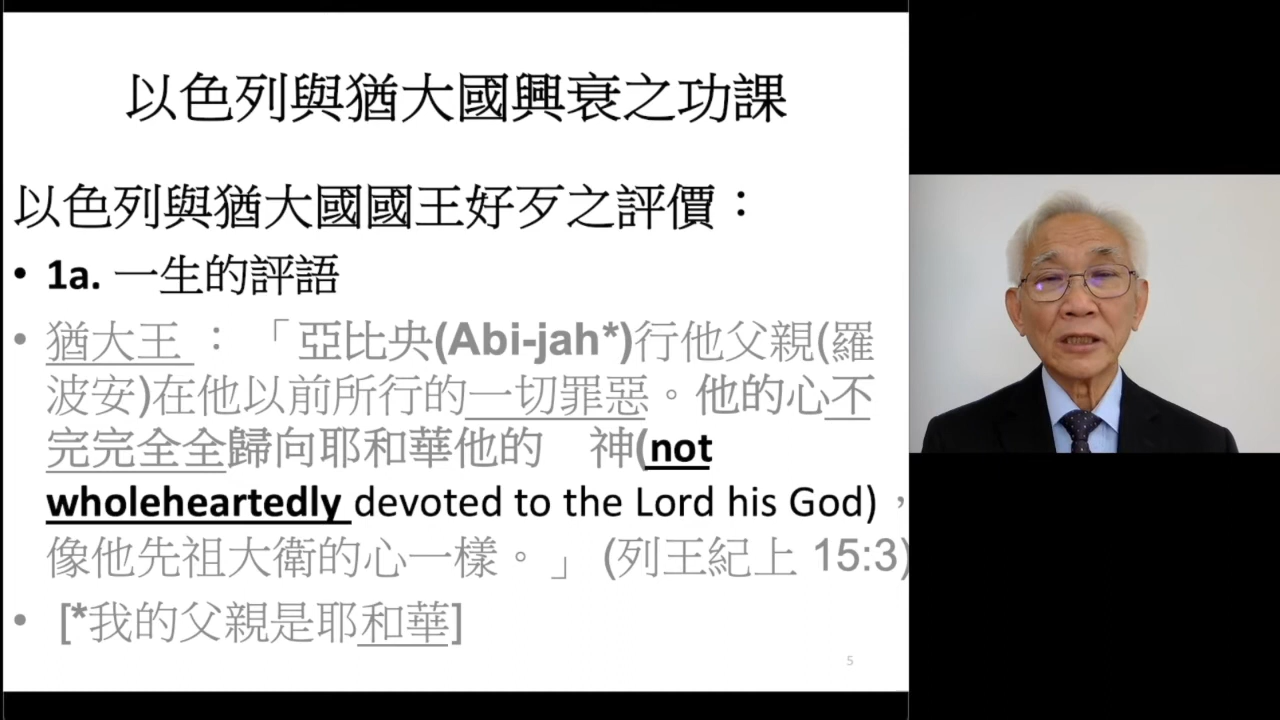 以色列與猶大國興衰之功課
以色列與猶大國國王好歹之評價：
• 1a. 一生的評語
• 猶大王 ： 「亞比央(Abi-jah*)行他父親(羅
波安)在他以前所行的一切罪惡。他的心不
完完全全歸向耶和華他的　神(not
wholeheartedly devoted to the Lord his God)，
像他先祖大衛的心一樣。」 (列王紀上 15:3)
• [*我的父親是耶和華]
5